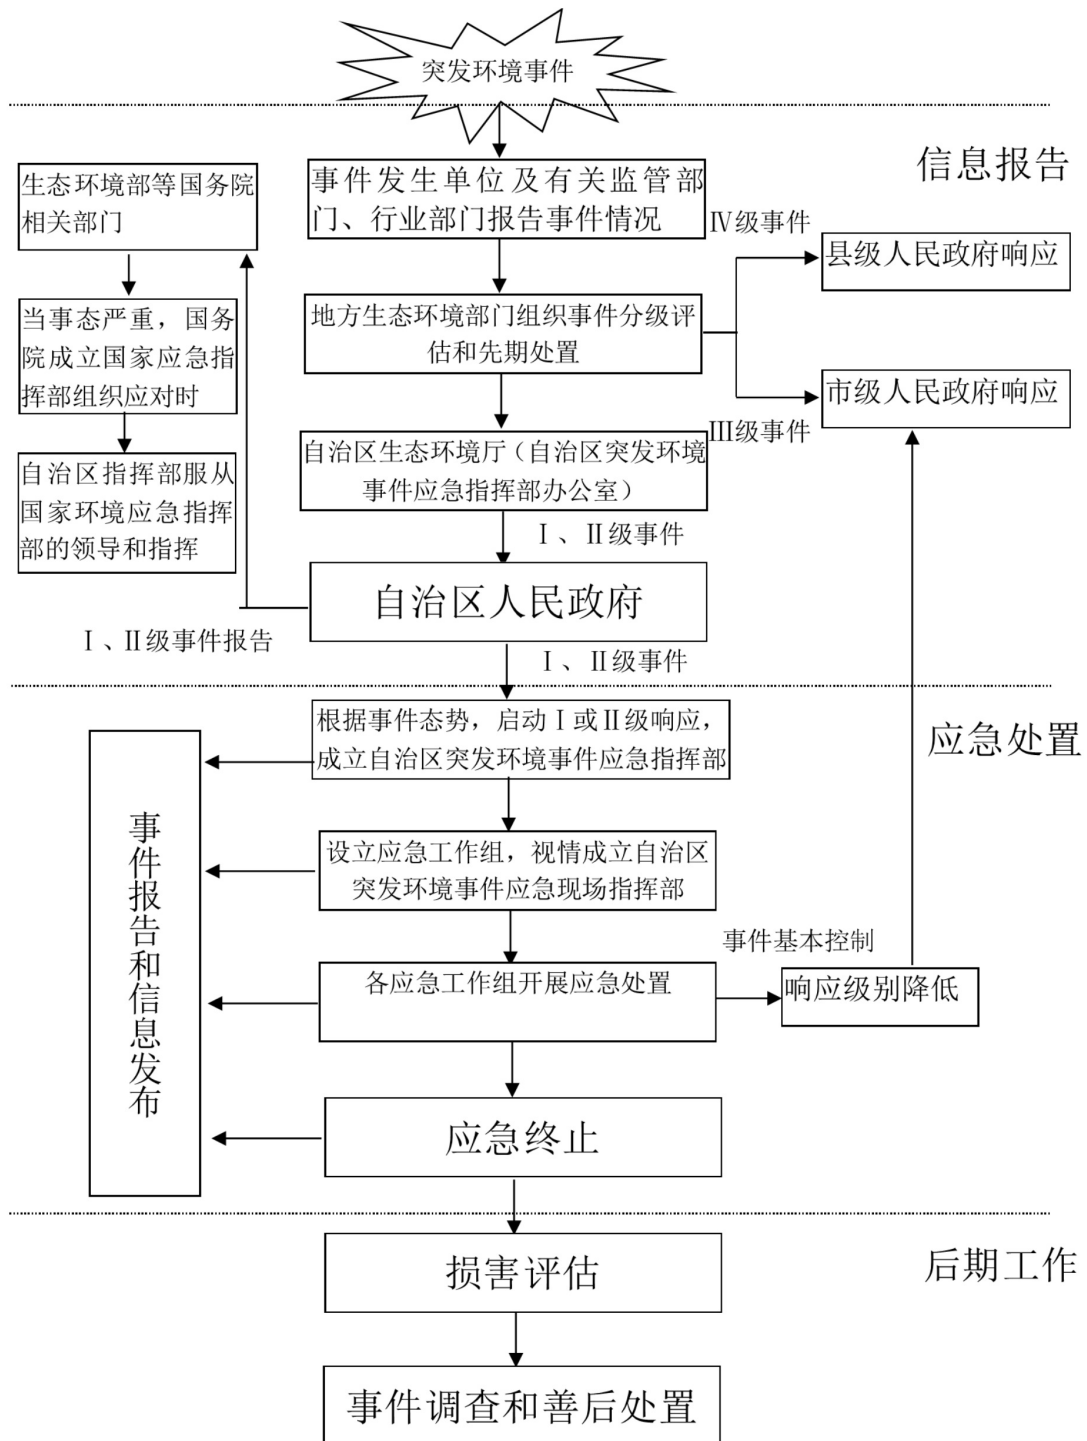 突发环境事件
信息报告
生态环境部等国务院
相关部门
事件发生单位及有关监管部
门、行业部门报告事件情况
Ⅳ级事件
县级人民政府响应
当事态严重，国务
院成立国家应急指
挥部组织应对时
地方生态环境部门组织事件分级评
估和先期处置
市级人民政府响应
Ⅲ级事件
自治区生态环境厅（自治区突发环境
事件应急指挥部办公室）
自治区指挥部服从
国家环境应急指挥
部的领导和指挥
Ⅰ、Ⅱ级事件
自治区人民政府
Ⅰ、Ⅱ级事件报告
Ⅰ、Ⅱ级事件
应急处置
根据事件态势，启动Ⅰ或Ⅱ级响应，
成立自治区突发环境事件应急指挥部
事件报告和信息发布
设立应急工作组，视情成立自治区
突发环境事件应急现场指挥部
事件基本控制
各应急工作组开展应急处置
响应级别降低
应急终止
后期工作
损害评估
事件调查和善后处置